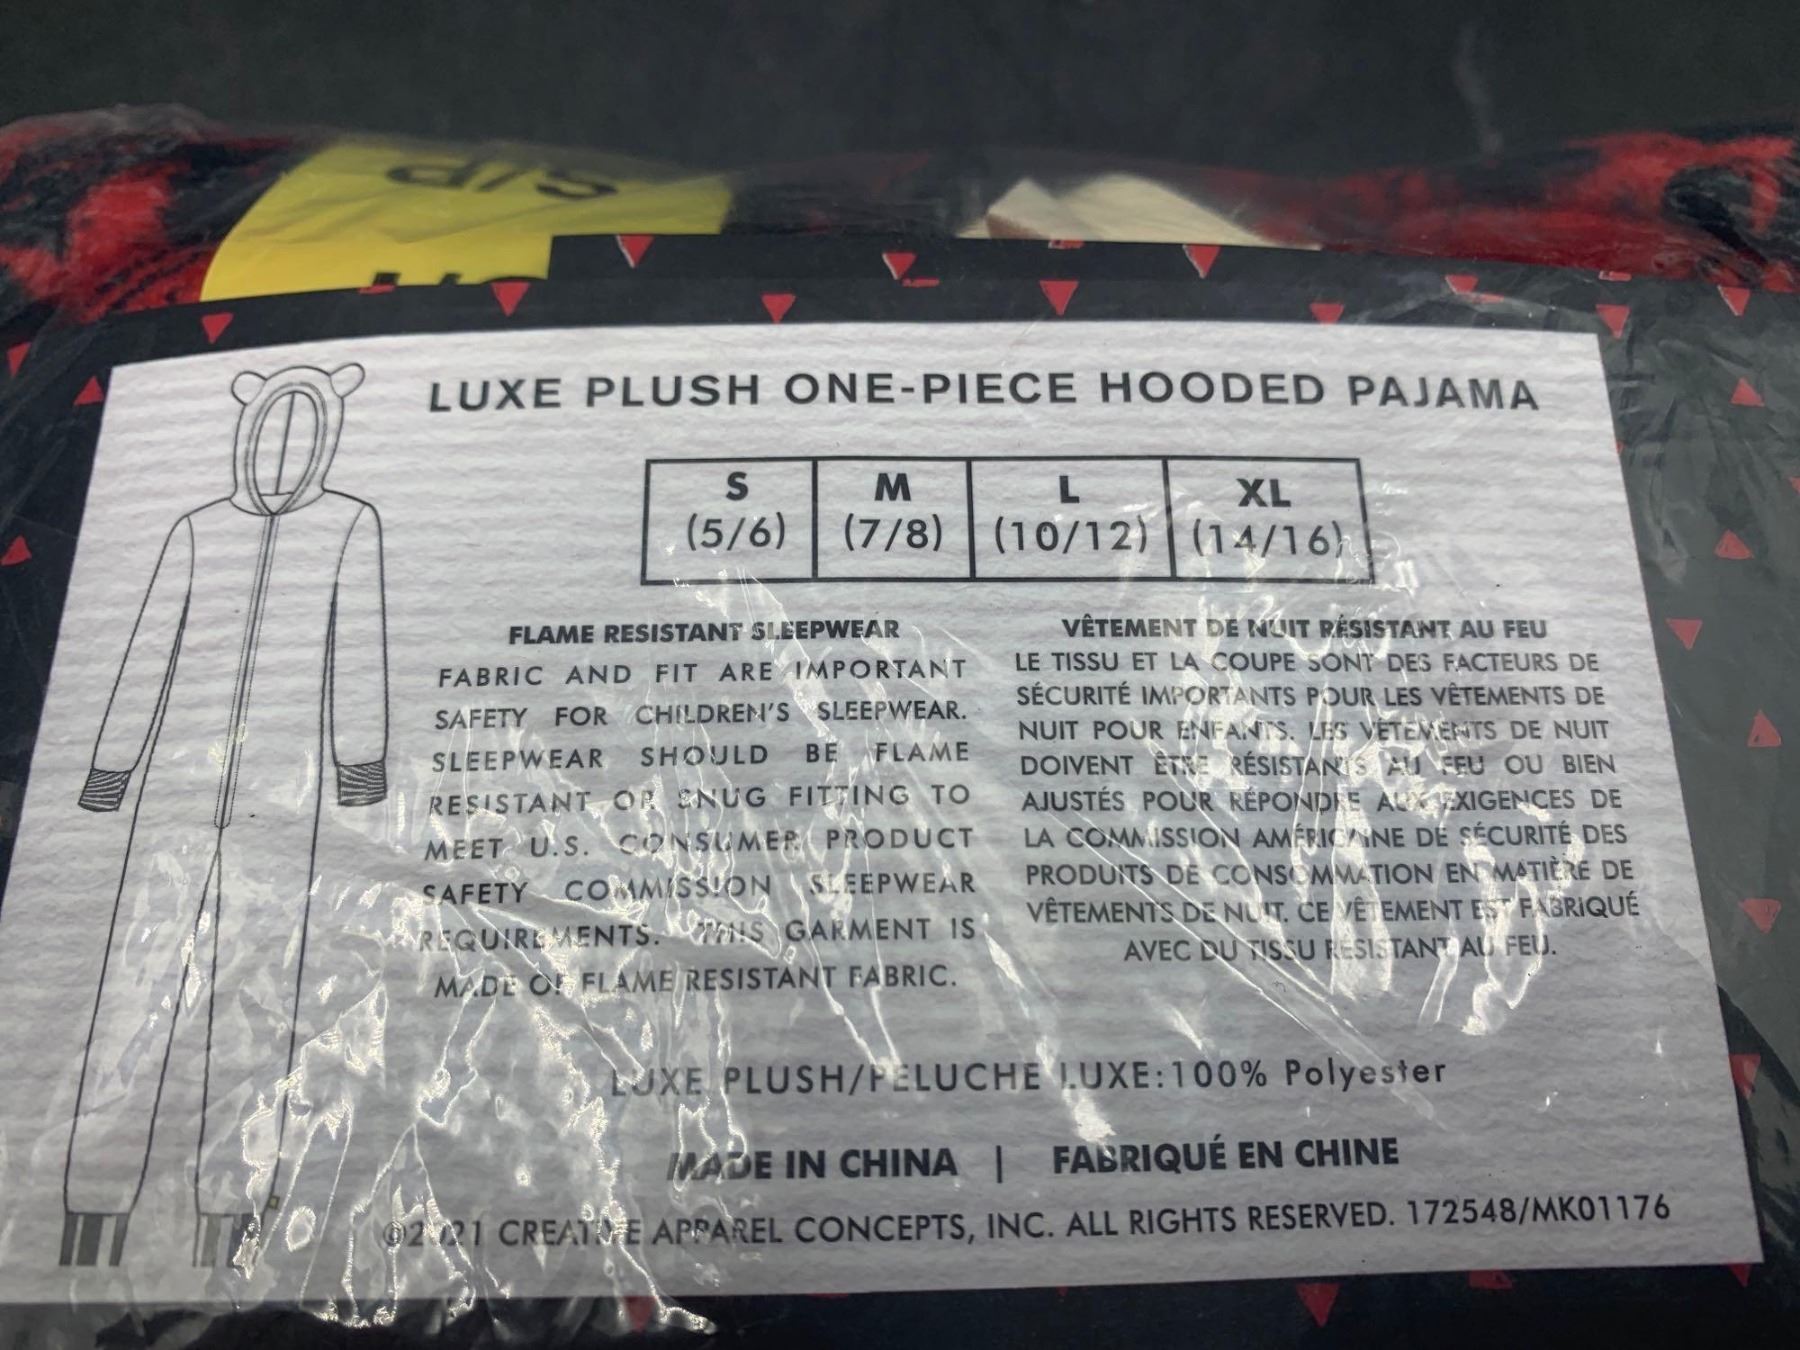 S/P
LUXE PLUSH ONE-PIECE HOODED PAJAMA
S M L XL
(5/6) (7/8) (10/12) (14/16)
FLAME RESISTANT SLEEPWEAR
FABRIC AND FIT ARE IMPORTANT
SAFETY FOR CHILDREN'S SLEEPWEAR.
SLEEPWEAR SHOULD BE FLAME
RESISTANT OR SNUG FITTING TO
MEET U.S. CONSUMER PRODUCT
SAFETY COMMISSION SLEEPWEAR
REQUIREMENTS. THIS GARMENT IS
MADE OF FLAME RESISTANT FABRIC.
VÊTEMENT DE NUIT RÉSISTANT AU FEU
LE TISSU ET LA COUPE SONT DES FACTEURS DE
SÉCURITÉ IMPORTANTS POUR LES VÊTEMENTS DE
NUIT POUR ENFANTS. LES VÊTEMENTS DE NUIT
DOIVENT ÊTRE RÉSISTANTS AU FEU OU BIEN
AJUSTÉS POUR RÉPONDRE AUX EXIGENCES DE
LA COMMISSION AMÉRICAINE DE SÉCURITÉ DES
PRODUITS DE CONSOMMATION EN MATIÈRE DE
VÊTEMENTS DE NUIT. CE VÊTEMENT EST FABRIQUÉ
AVEC DU TISSU RÉSISTANT AU FEU.
LUXE PLUSH/PELUCHE LUXE:100% Polyester
MADE IN CHINA | FABRIQUÉ EN CHINE
©2021 CREATIVE APPAREL CONCEPTS, INC. ALL RIGHTS RESERVED. 172548/MK01176